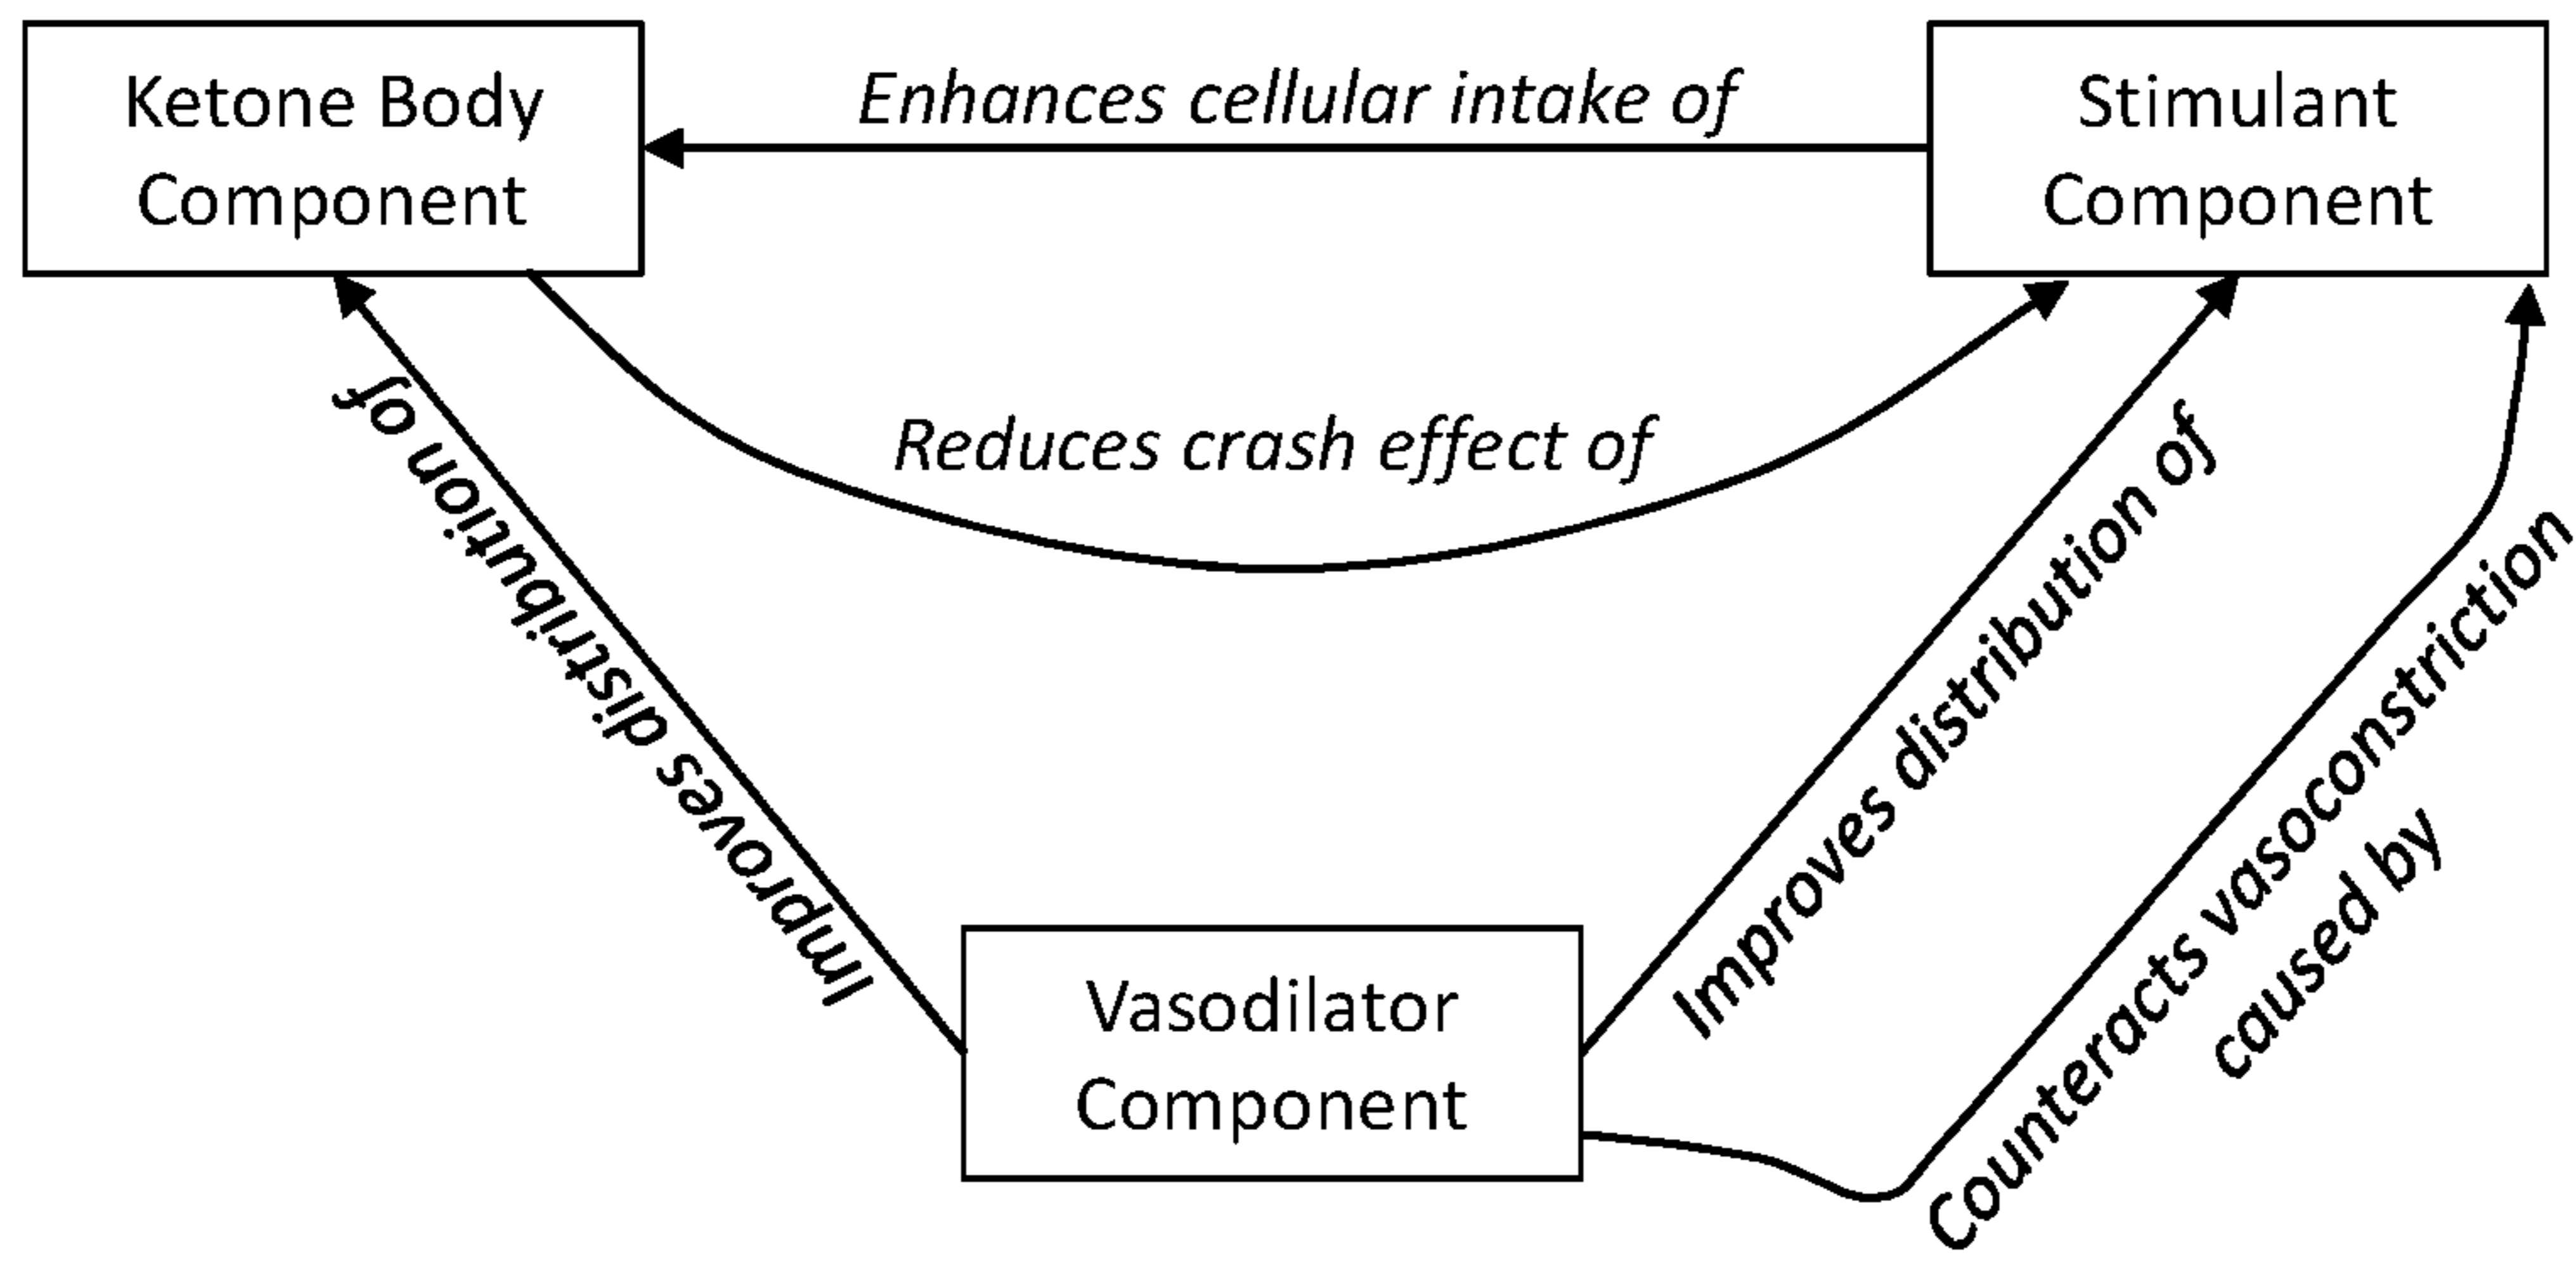 Ketone Body
Component
Enhances cellular intake of
Stimulant
Component
Reduces crash effect of
Improves distribution of
Improves distribution of
Counteracts vasoconstriction
caused by
Vasodilator
Component